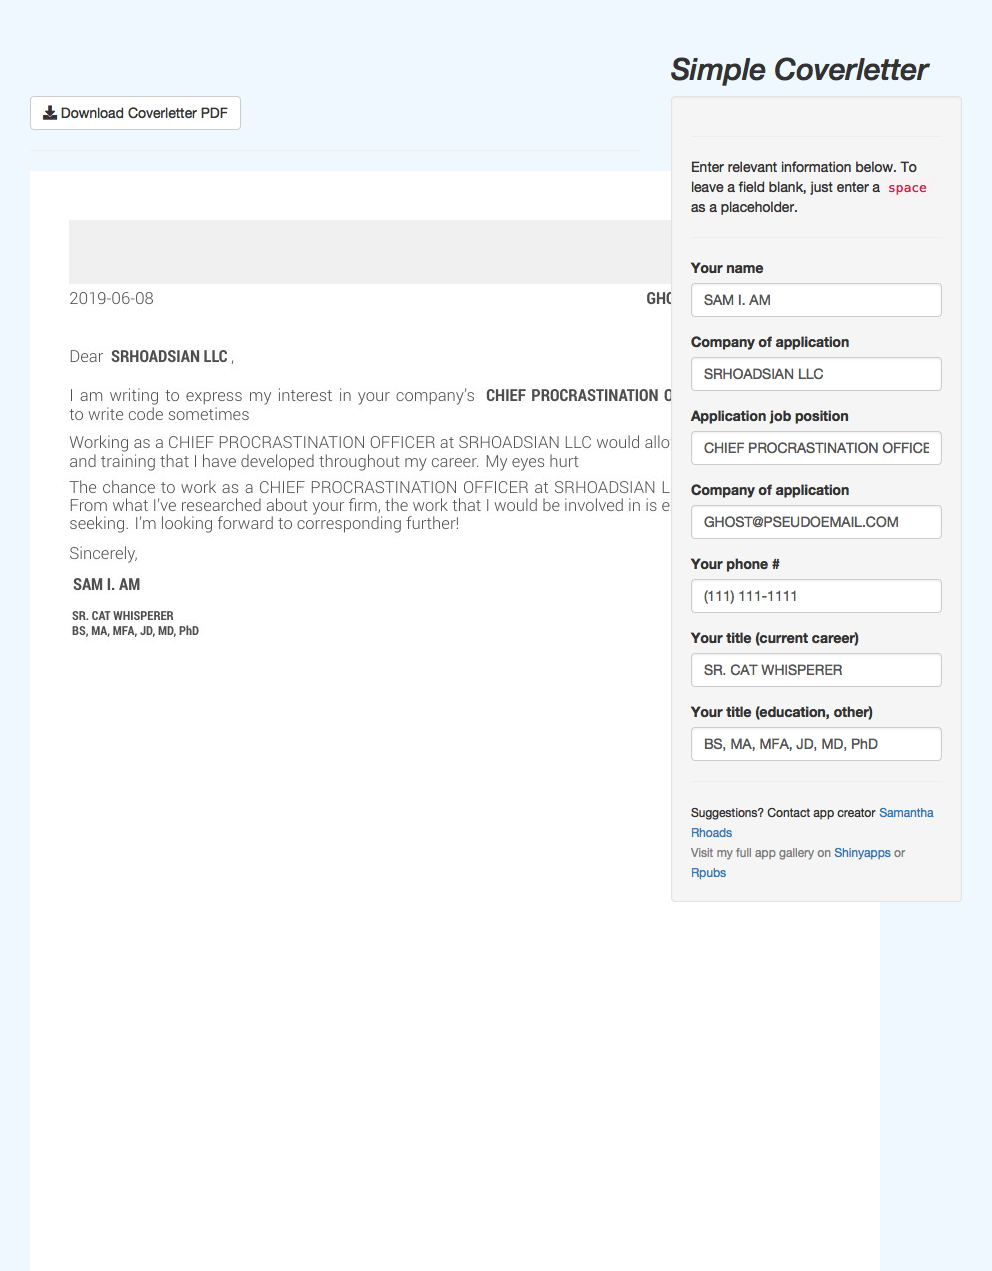 Simple Coverletter
Download Coverletter PDF
2019-06-08
Dear SRHOADSIAN LLC ,
I am writing to express my interest in your company's CHIEF PROCRASTINATION
to write code sometimes
Working as a CHIEF PROCRASTINATION OFFICER at SRHOADSIAN LLC would
and training that I have developed throughout my career. My eyes hurt
The chance to work as a CHIEF PROCRASTINATION OFFICER at SRHOADSIAN
From what I've researched about your firm, the work that I would be involved in is
seeking. I'm looking forward to corresponding further!
Sincerely,
SAM I. AM
SR. CAT WHISPERER
BS, MA, MFA, JD, MD, PhD
Enter relevant information below. To
leave a field blank, just enter a space
as a placeholder.
Your name
SAM I. AM
Company of application
SRHOADSIAN LLC
Application job position
CHIEF PROCRASTINATION OFFICE
Company of application
GHOST@PSEUDOEMAIL.COM
Your phone #
(111) 111-1111
Your title (current career)
SR. CAT WHISPERER
Your title (education, other)
BS, MA, MFA, JD, MD, PhD
Suggestions? Contact app creator Samantha
Rhoads
Visit my full app gallery on Shinyapps or
Rpubs